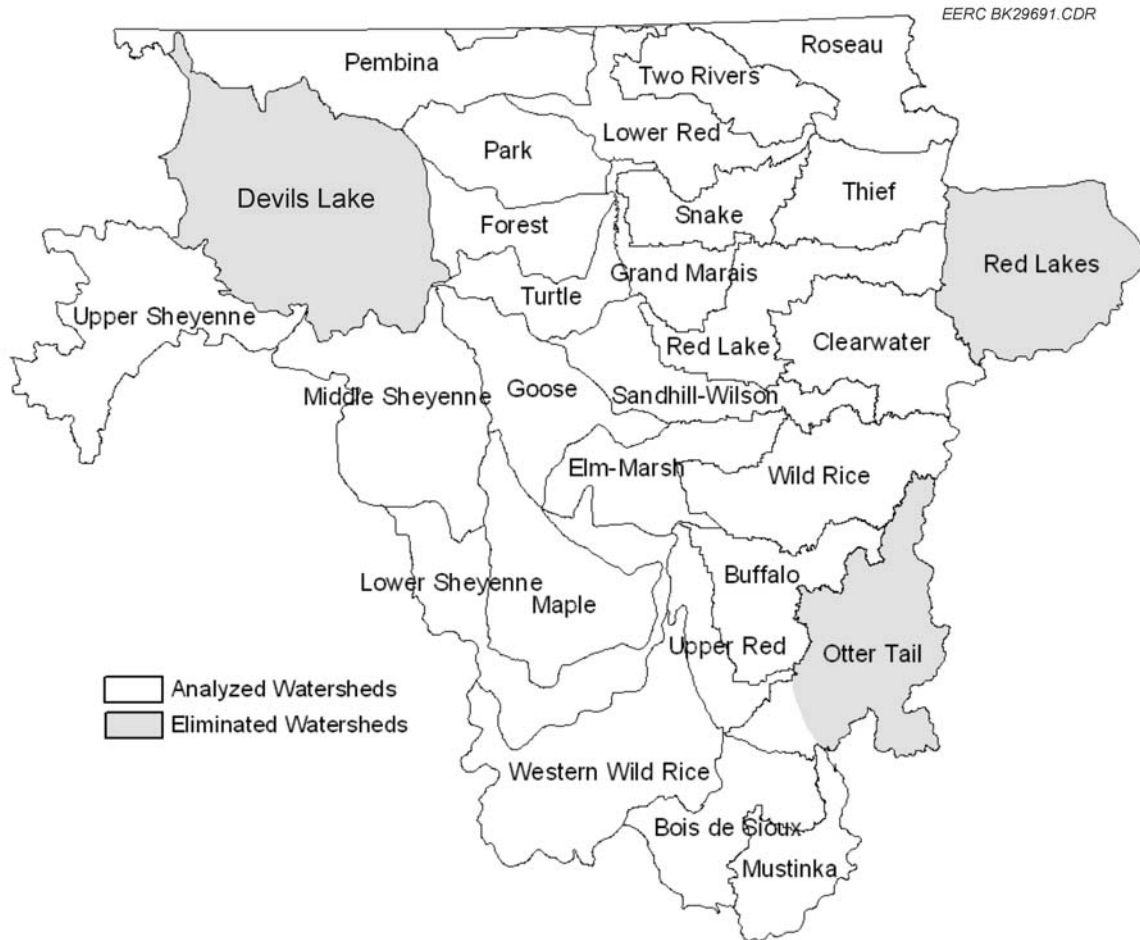 EERC BK29691.CDR
Roseau
Pembina
Two Rivers
Lower Red
Park
Thief
Devils Lake
Snake
Forest
Red Lakes
Grand Marais
Turtle
Upper Sheyenne
Red Lake
Clearwater
Goose
Middle Sheyenne
Sandhill-Wilson
Elm-Marsh
Wild Rice
Buffalo
Lower Sheyenne
Maple
Upper Red
Otter Tail
Analyzed Watersheds
Eliminated Watersheds
Western Wild Rice
Bois de Sioux
Mustinka